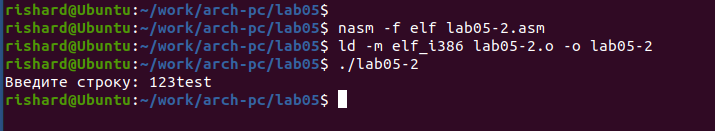 rishard@Ubuntu:~/work/arch-pc/lab05$
rishard@Ubuntu:~/work/arch-pc/lab05$ nasm -f elf lab05-2.asm
rishard@Ubuntu:~/work/arch-pc/lab05$ ld -m elf_i386 lab05-2.o -o lab05-2
rishard@Ubuntu:~/work/arch-pc/lab05$ ./lab05-2
Введите строку: 123test
rishard@Ubuntu:~/work/arch-pc/lab05$